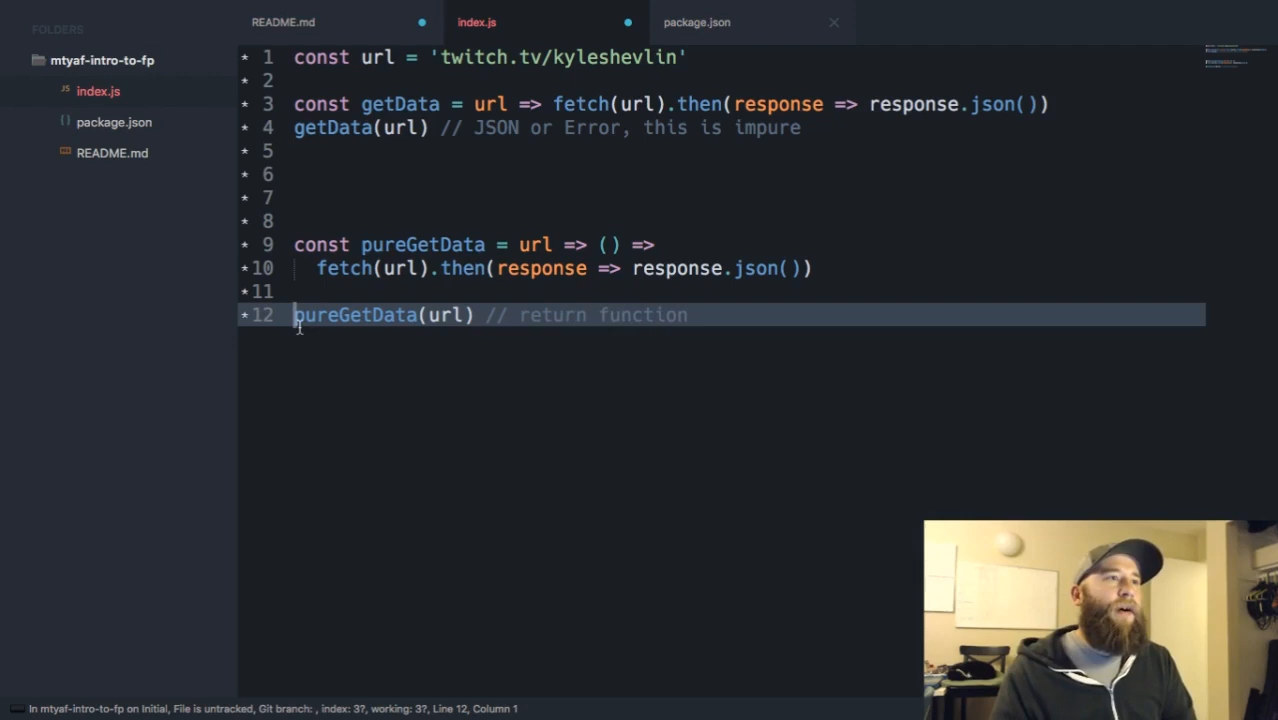 FOLDERS
mtyaf-intro-to-fp
JS index.js
{} package.json
README.md
README.md
index.js
package.json ×
* 1 const url = 'twitch.tv/kyleshevlin'
* 2
* 3 const getData = url => fetch(url).then(response => response.json())
* 4 getData(url) // JSON or Error, this is impure
* 5
* 6
* 7
* 8
* 9 const pureGetData = url => () =>
*10 fetch(url).then(response => response.json())
*11
*12 pureGetData(url) // return function
In mtyaf-intro-to-fp on Initial, File is untracked, Git branch: , index: 3?, working: 3?, Line 12, Column 1